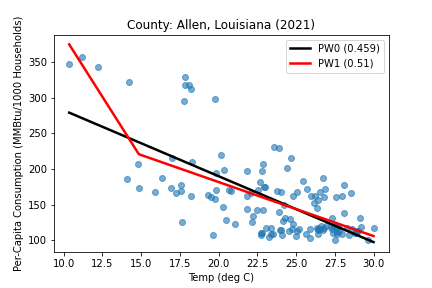 County: Allen, Louisiana (2021)
PW0 (0.459)
PW1 (0.51)
Per-Capita Consumption (MMBtu/1000 Households)
350
300
250
200
150
100
10.0 12.5 15.0 17.5 20.0 22.5 25.0 27.5 30.0
Temp (deg C)